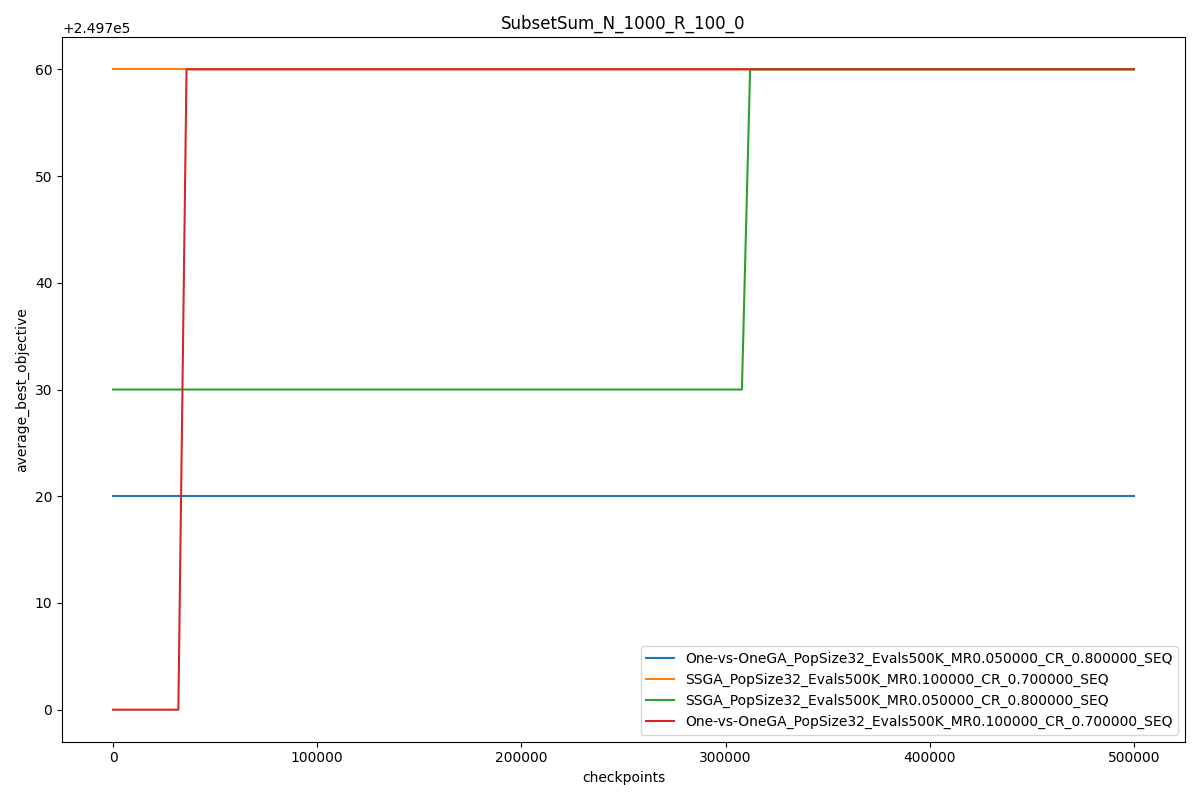 SubsetSum_N_1000_R_100_0
+2.497e5
60
50
40
30
20
10
0
average_best_objective
0 100000 200000 300000 400000 500000
checkpoints
One-vs-OneGA_PopSize32_Evals500K_MR0.050000_CR_0.800000_SEQ
SSGA_PopSize32_Evals500K_MR0.100000_CR_0.700000_SEQ
SSGA_PopSize32_Evals500K_MR0.050000_CR_0.800000_SEQ
One-vs-OneGA_PopSize32_Evals500K_MR0.100000_CR_0.700000_SEQ